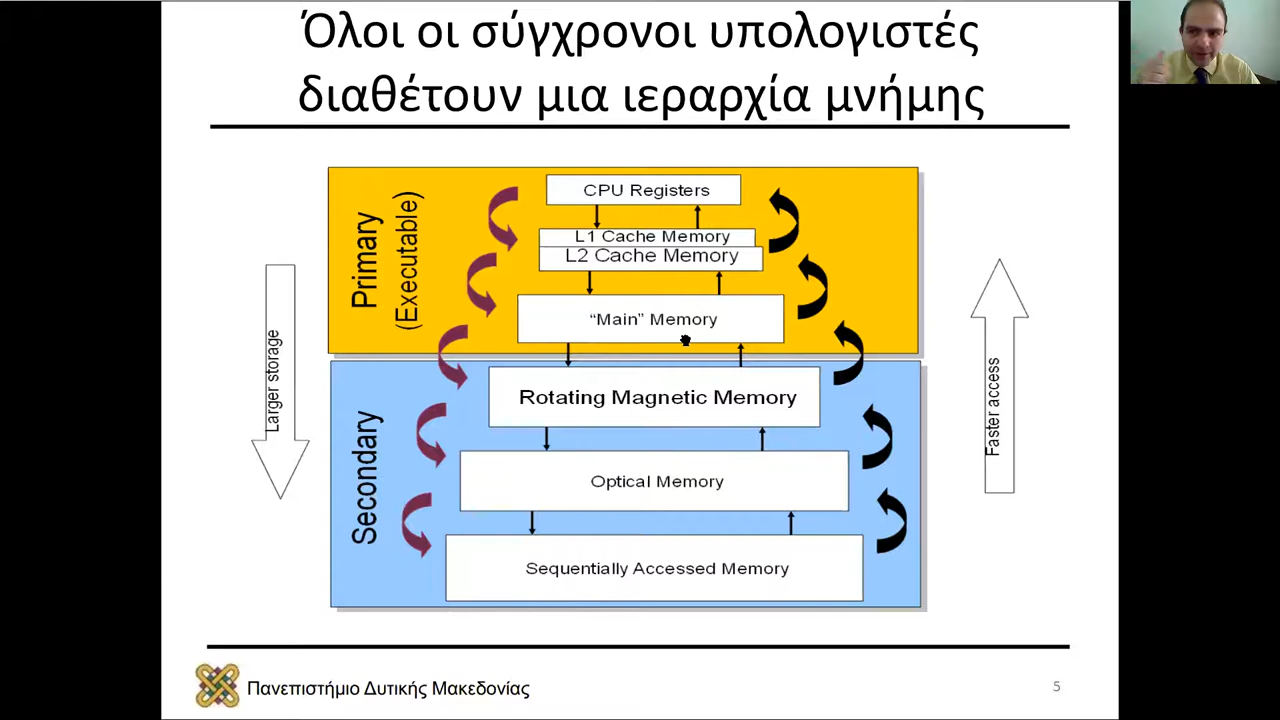 Όλοι οι σύγχρονοι υπολογιστές
διαθέτουν μια ιεραρχία μνήμης
Primary
(Executable)
CPU Registers
L1 Cache Memory
L2 Cache Memory
“Main” Memory
Larger storage
Faster access
Secondary
Rotating Magnetic Memory
Optical Memory
Sequentially Accessed Memory
Πανεπιστήμιο Δυτικής Μακεδονίας
5